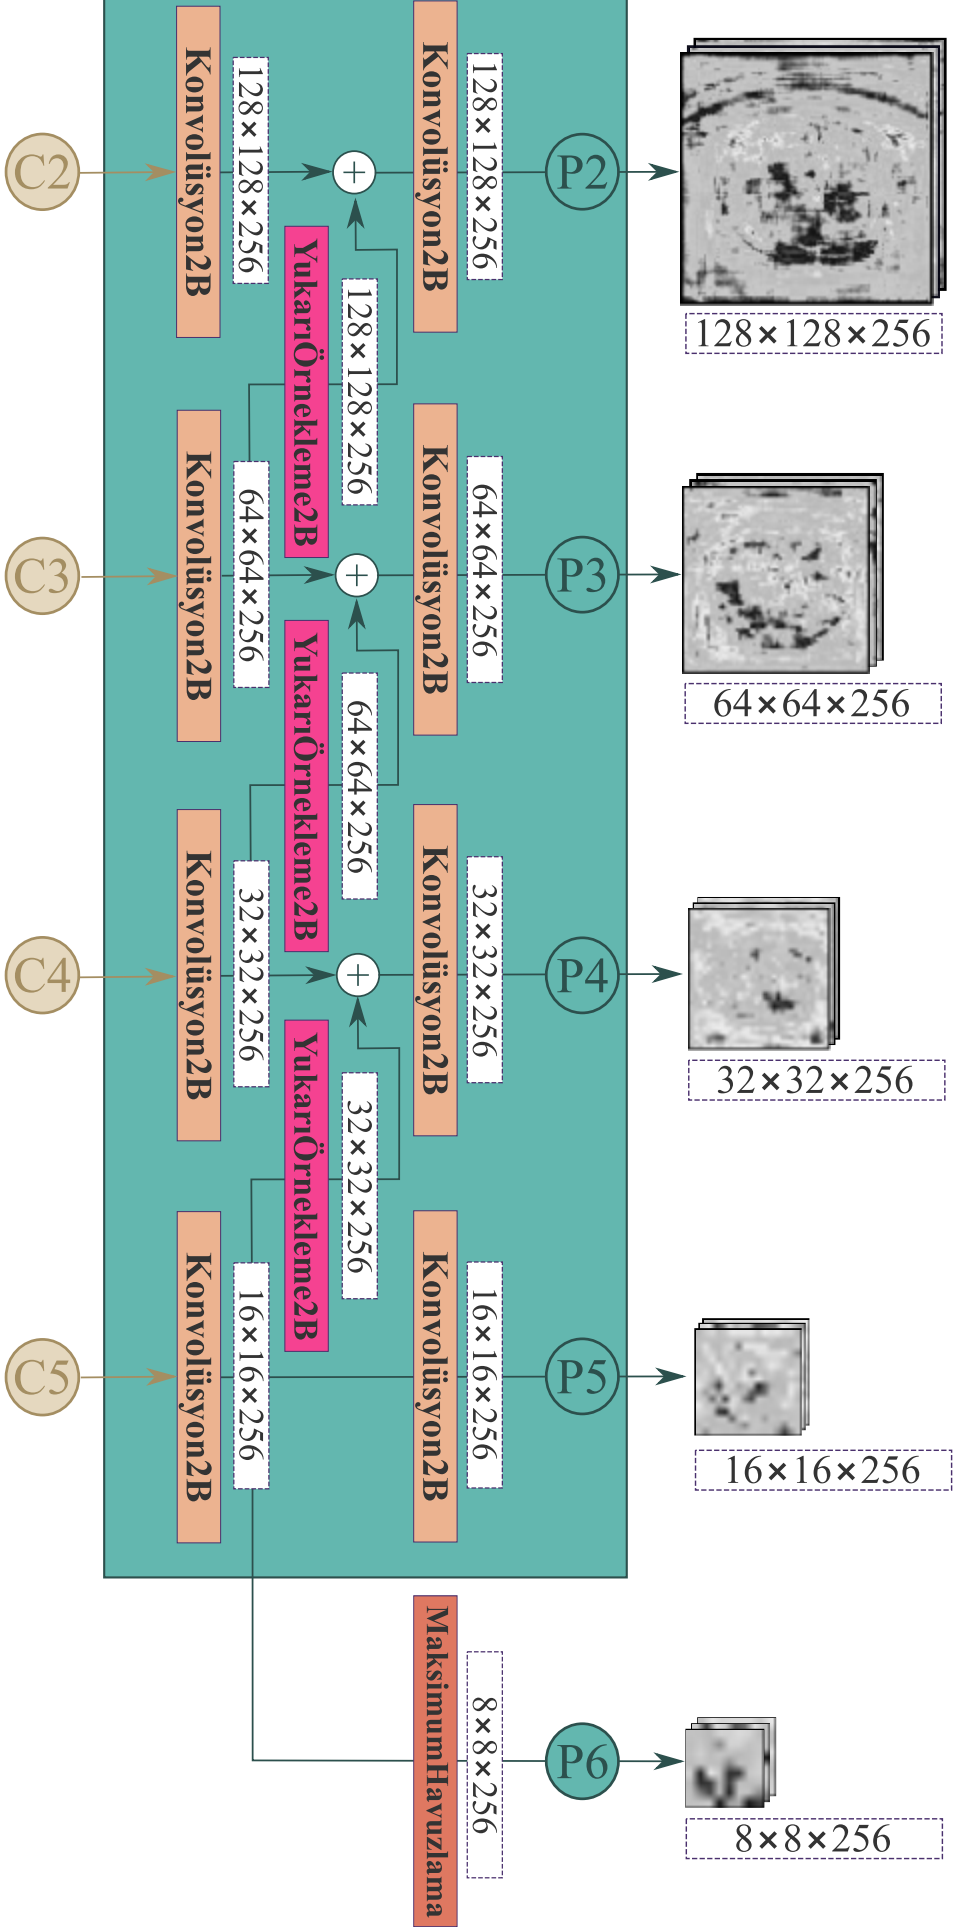 C2
Konvolüsyon2B
128×128×256
+
Konvolüsyon2B
128×128×256
P2
128×128×256
YukarıÖrnekleme2B
128×128×256
C3
Konvolüsyon2B
64×64×256
+
Konvolüsyon2B
64×64×256
P3
64×64×256
YukarıÖrnekleme2B
64×64×256
C4
Konvolüsyon2B
32×32×256
+
Konvolüsyon2B
32×32×256
P4
32×32×256
YukarıÖrnekleme2B
32×32×256
C5
Konvolüsyon2B
16×16×256
Konvolüsyon2B
16×16×256
P5
16×16×256
MaksimumHavuzlama
8×8×256
P6
8×8×256